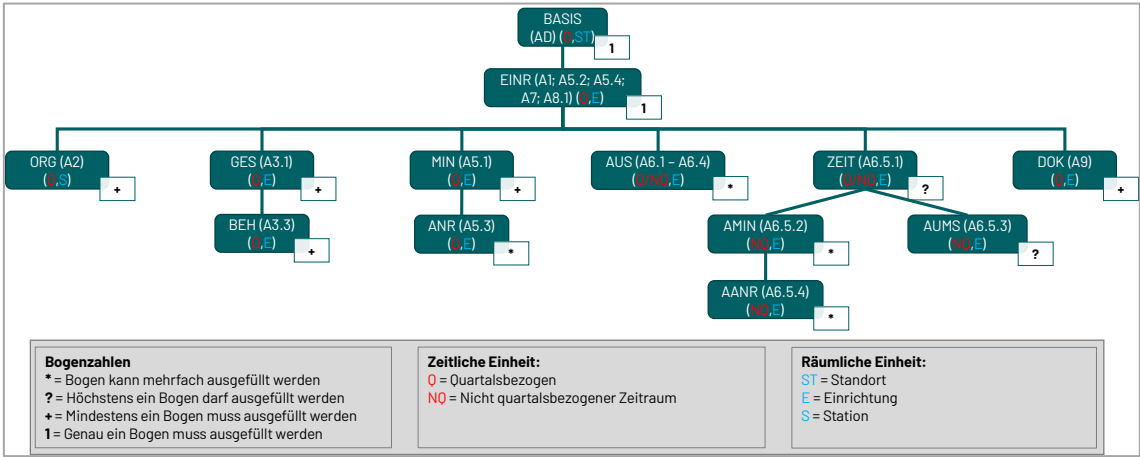 BASIS
(AD) (Q,ST)
1
EINR (A1; A5.2; A5.4;
A7; A8.1) (Q,E)
1
ORG (A2)
(Q,S)
+
GES (A3.1)
(Q,E)
+
MIN (A5.1)
(Q,E)
+
AUS (A6.1 – A6.4)
(Q/NQ,E)
*
ZEIT (A6.5.1)
(Q/NQ,E)
?
DOK (A9)
(Q,E)
+
BEH (A3.3)
(Q,E)
+
ANR (A5.3)
(Q,E)
*
AMIN (A6.5.2)
(NQ,E)
*
AUMS (A6.5.3)
(NQ,E)
?
AANR (A6.5.4)
(NQ,E)
*
Bogenzahlen
* = Bogen kann mehrfach ausgefüllt werden
? = Höchstens ein Bogen darf ausgefüllt werden
+ = Mindestens ein Bogen muss ausgefüllt werden
1 = Genau ein Bogen muss ausgefüllt werden
Zeitliche Einheit:
Q = Quartalsbezogen
NQ = Nicht quartalsbezogener Zeitraum
Räumliche Einheit:
ST = Standort
E = Einrichtung
S = Station